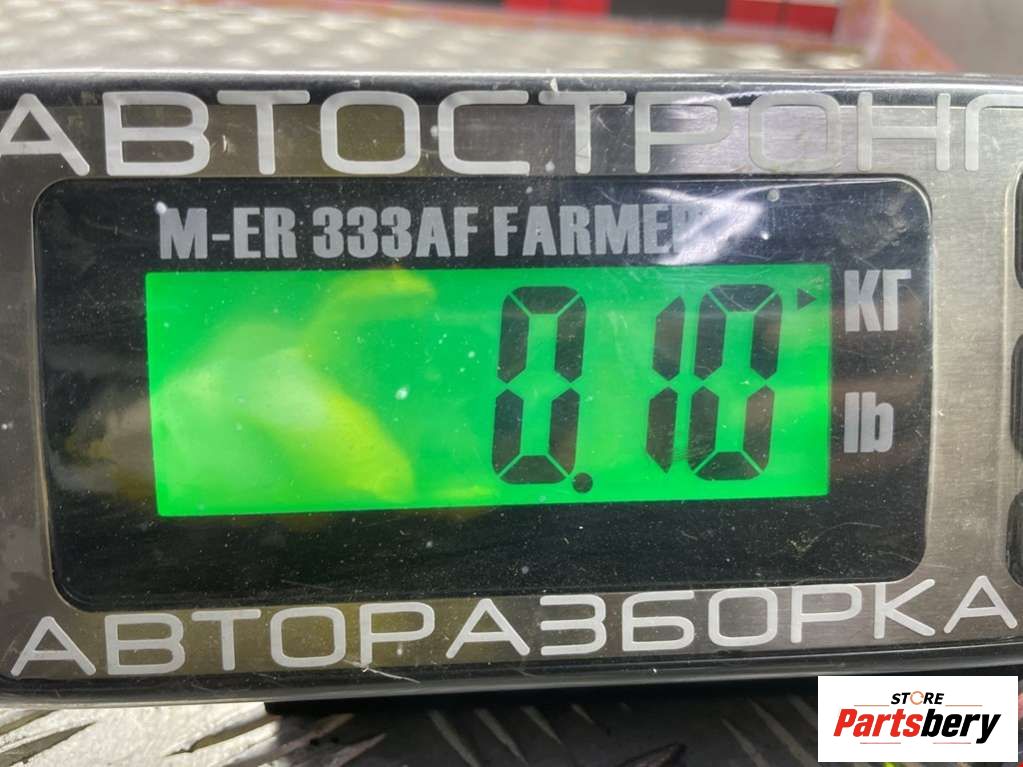 АВТОСТРОНГ
M-ER 333AF FARMER
0.10
КГ
lb
АВТОРАЗБОРКА
STORE
Partsbery